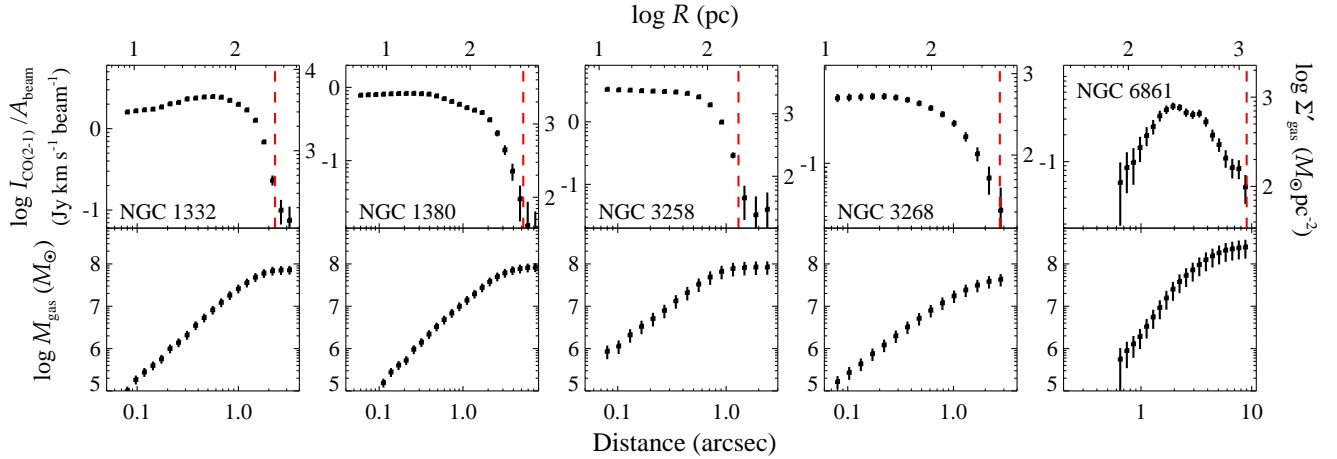 log R (pc)
1 2 1 2 1 2 1 2 2 3
log I_CO(2-1) /A_beam
(Jy km s⁻¹ beam⁻¹)
0
-1
4
3
NGC 1332
0
-1
3
2
NGC 1380
0
-1
3
2
NGC 3258
-1
3
2
NGC 3268
NGC 6861
-1
3
2
log Σ′_gas (M_⊙ pc⁻²)
log M_gas (M_⊙)
8
7
6
5
8
7
6
5
8
7
6
5
8
7
6
5
8
7
6
5
0.1 1.0 0.1 1.0 0.1 1.0 0.1 1.0 1 10
Distance (arcsec)